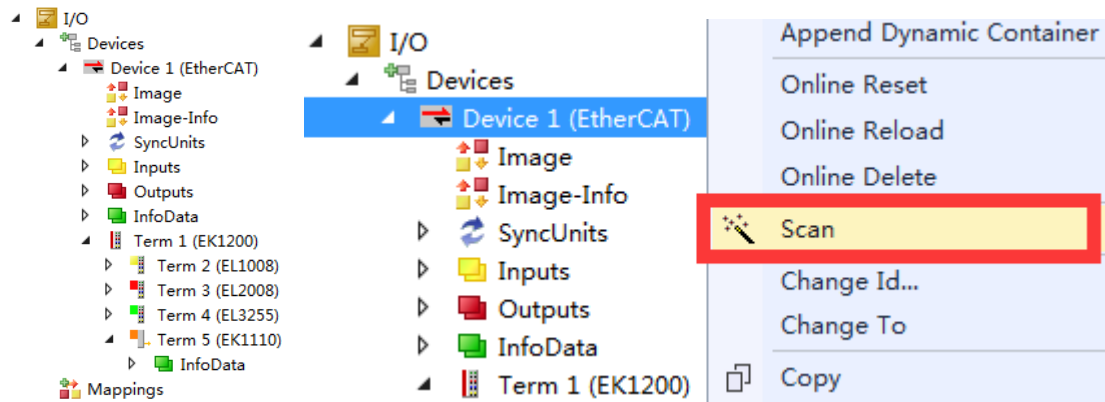 I/O
Devices
Device 1 (EtherCAT)
Image
Image-Info
SyncUnits
Inputs
Outputs
InfoData
Term 1 (EK1200)
Term 2 (EL1008)
Term 3 (EL2008)
Term 4 (EL3255)
Term 5 (EK1110)
InfoData
Mappings
I/O
Devices
Device 1 (EtherCAT)
Image
Image-Info
SyncUnits
Inputs
Outputs
InfoData
Term 1 (EK1200)
Append Dynamic Container
Online Reset
Online Reload
Online Delete
Scan
Change Id...
Change To
Copy